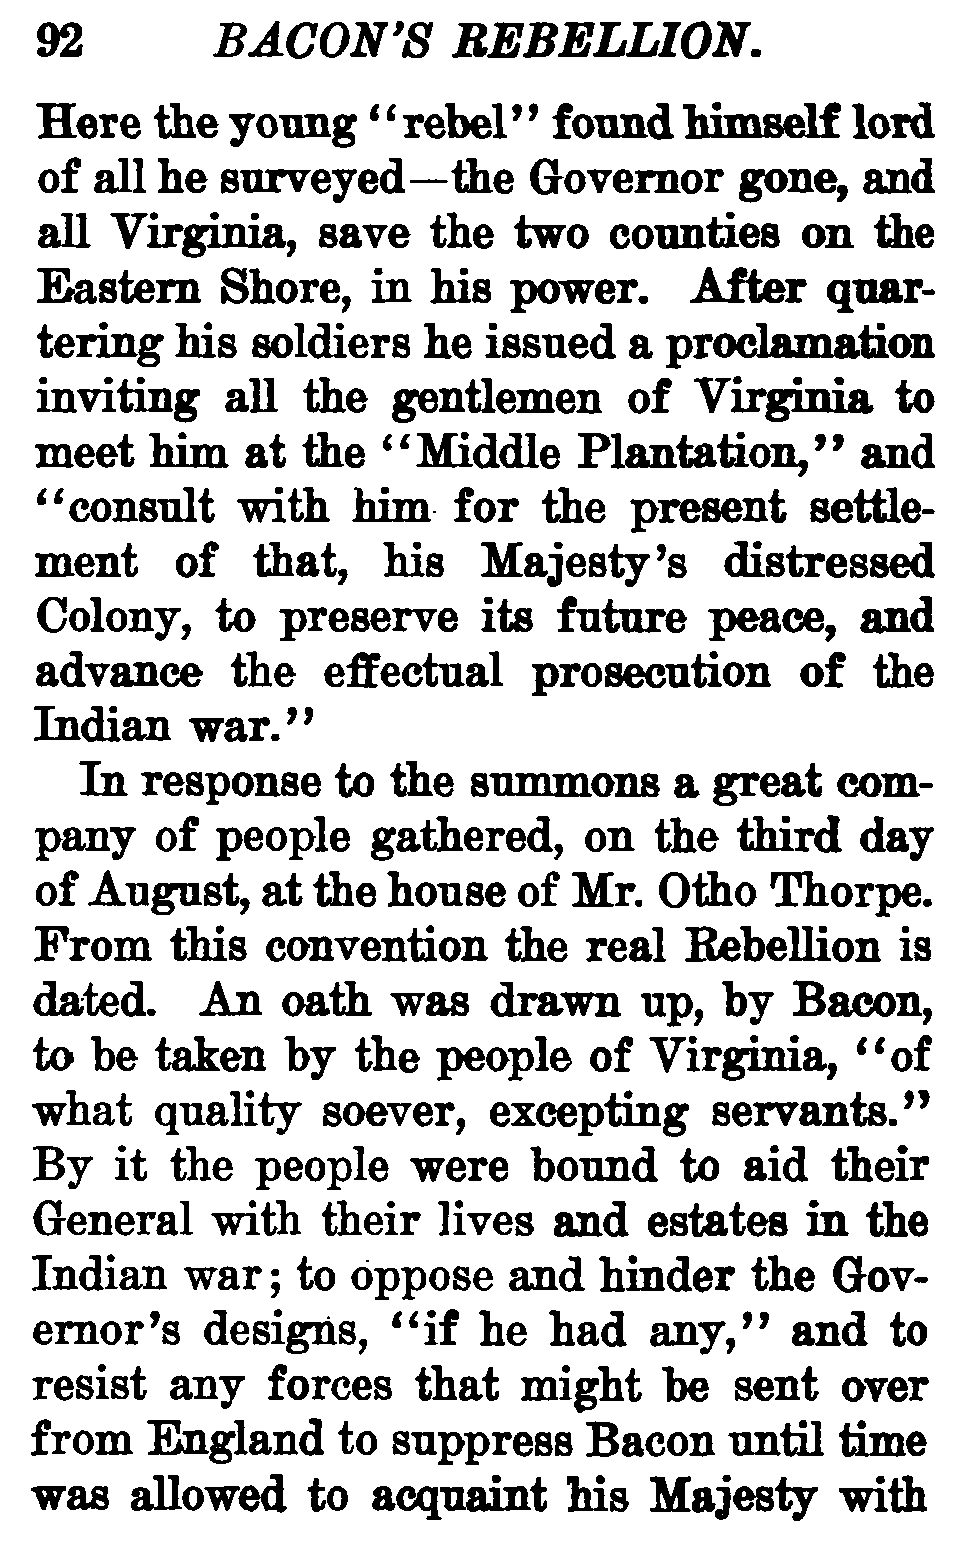 92 BACON'S REBELLION.
Here the young "rebel" found himself lord
of all he surveyed—the Governor gone, and
all Virginia, save the two counties on the
Eastern Shore, in his power. After quar-
tering his soldiers he issued a proclamation
inviting all the gentlemen of Virginia to
meet him at the "Middle Plantation," and
"consult with him for the present settle-
ment of that, his Majesty's distressed
Colony, to preserve its future peace, and
advance the effectual prosecution of the
Indian war."
In response to the summons a great com-
pany of people gathered, on the third day
of August, at the house of Mr. Otho Thorpe.
From this convention the real Rebellion is
dated. An oath was drawn up, by Bacon,
to be taken by the people of Virginia, "of
what quality soever, excepting servants."
By it the people were bound to aid their
General with their lives and estates in the
Indian war; to oppose and hinder the Gov-
ernor's designs, "if he had any," and to
resist any forces that might be sent over
from England to suppress Bacon until time
was allowed to acquaint his Majesty with